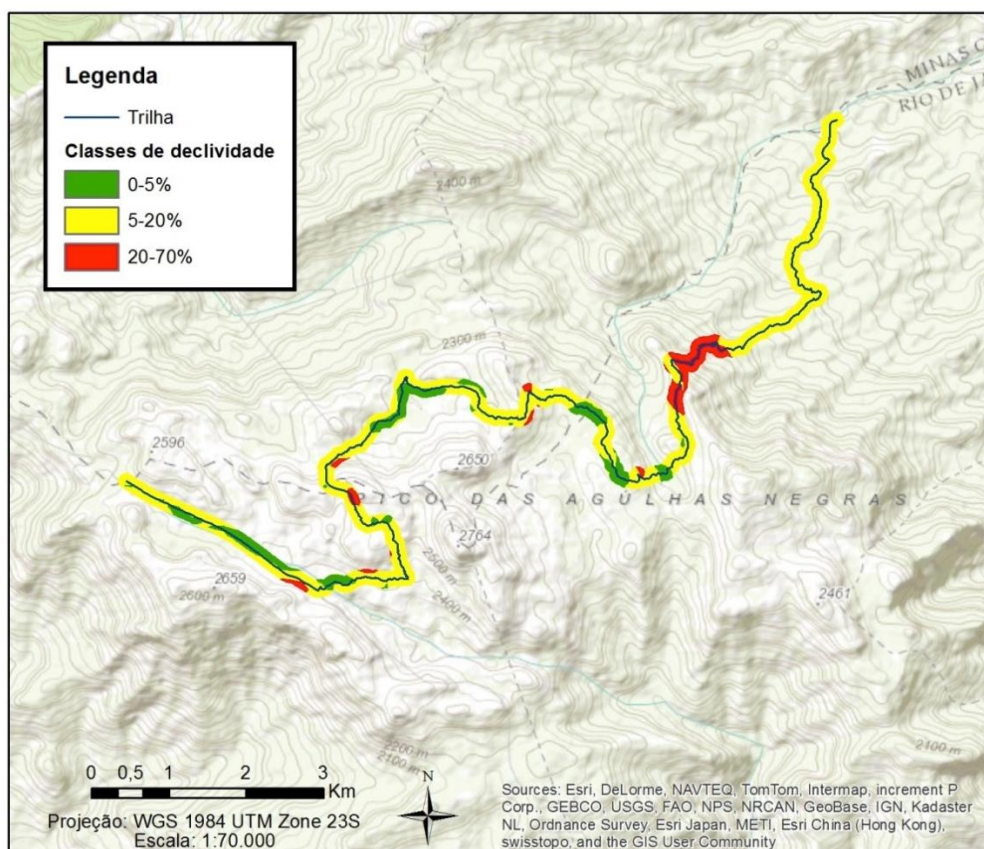 MINAS G
RIO DE JA
Legenda
Trilha
Classes de declividade
0-5%
5-20%
20-70%
2400 m
2300 m
2596
2650
PICO DAS AGULHAS NEGRAS
2764
2659
2600 m
2500 m
2400 m
2461
2200 m
2100 m
2100 m
0 0,5 1 2 3
Km
N
Projeção: WGS 1984 UTM Zone 23S
Escala: 1:70.000
Sources: Esri, DeLorme, NAVTEQ, TomTom, Intermap, increment P
Corp., GEBCO, USGS, FAO, NPS, NRCAN, GeoBase, IGN, Kadaster
NL, Ordnance Survey, Esri Japan, METI, Esri China (Hong Kong),
swisstopo, and the GIS User Community